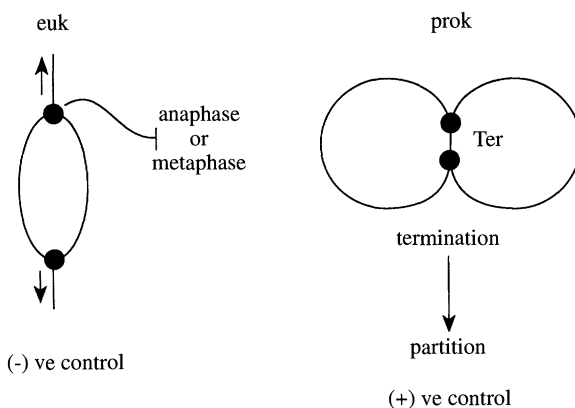 euk
anaphase
or
metaphase
(-) ve control
prok
Ter
termination
partition
(+) ve control